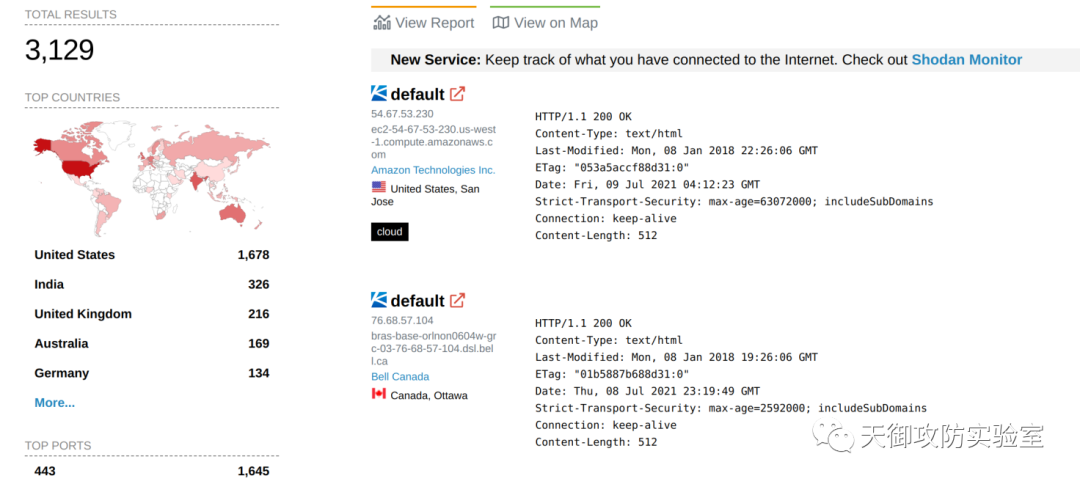 TOTAL RESULTS
3,129
TOP COUNTRIES
United States 1,678
India 326
United Kingdom 216
Australia 169
Germany 134
More...
TOP PORTS
443 1,645
View Report View on Map
New Service: Keep track of what you have connected to the Internet. Check out Shodan Monitor
default
54.67.53.230
ec2-54-67-53-230.us-west
-1.compute.amazonaws.c
om
Amazon Technologies Inc.
United States, San
Jose
cloud
HTTP/1.1 200 OK
Content-Type: text/html
Last-Modified: Mon, 08 Jan 2018 22:26:06 GMT
ETag: "053a5accf88d31:0"
Date: Fri, 09 Jul 2021 04:12:23 GMT
Strict-Transport-Security: max-age=63072000; includeSubDomains
Connection: keep-alive
Content-Length: 512
default
76.68.57.104
bras-base-orlnon0604w-gr
c-03-76-68-57-104.dsl.bel
l.ca
Bell Canada
Canada, Ottawa
HTTP/1.1 200 OK
Content-Type: text/html
Last-Modified: Mon, 08 Jan 2018 19:26:06 GMT
ETag: "01b5887b688d31:0"
Date: Thu, 08 Jul 2021 23:19:49 GMT
Strict-Transport-Security: max-age=2592000; includeSubDomains
Connection: keep-alive
Content-Length: 512
天御攻防实验室